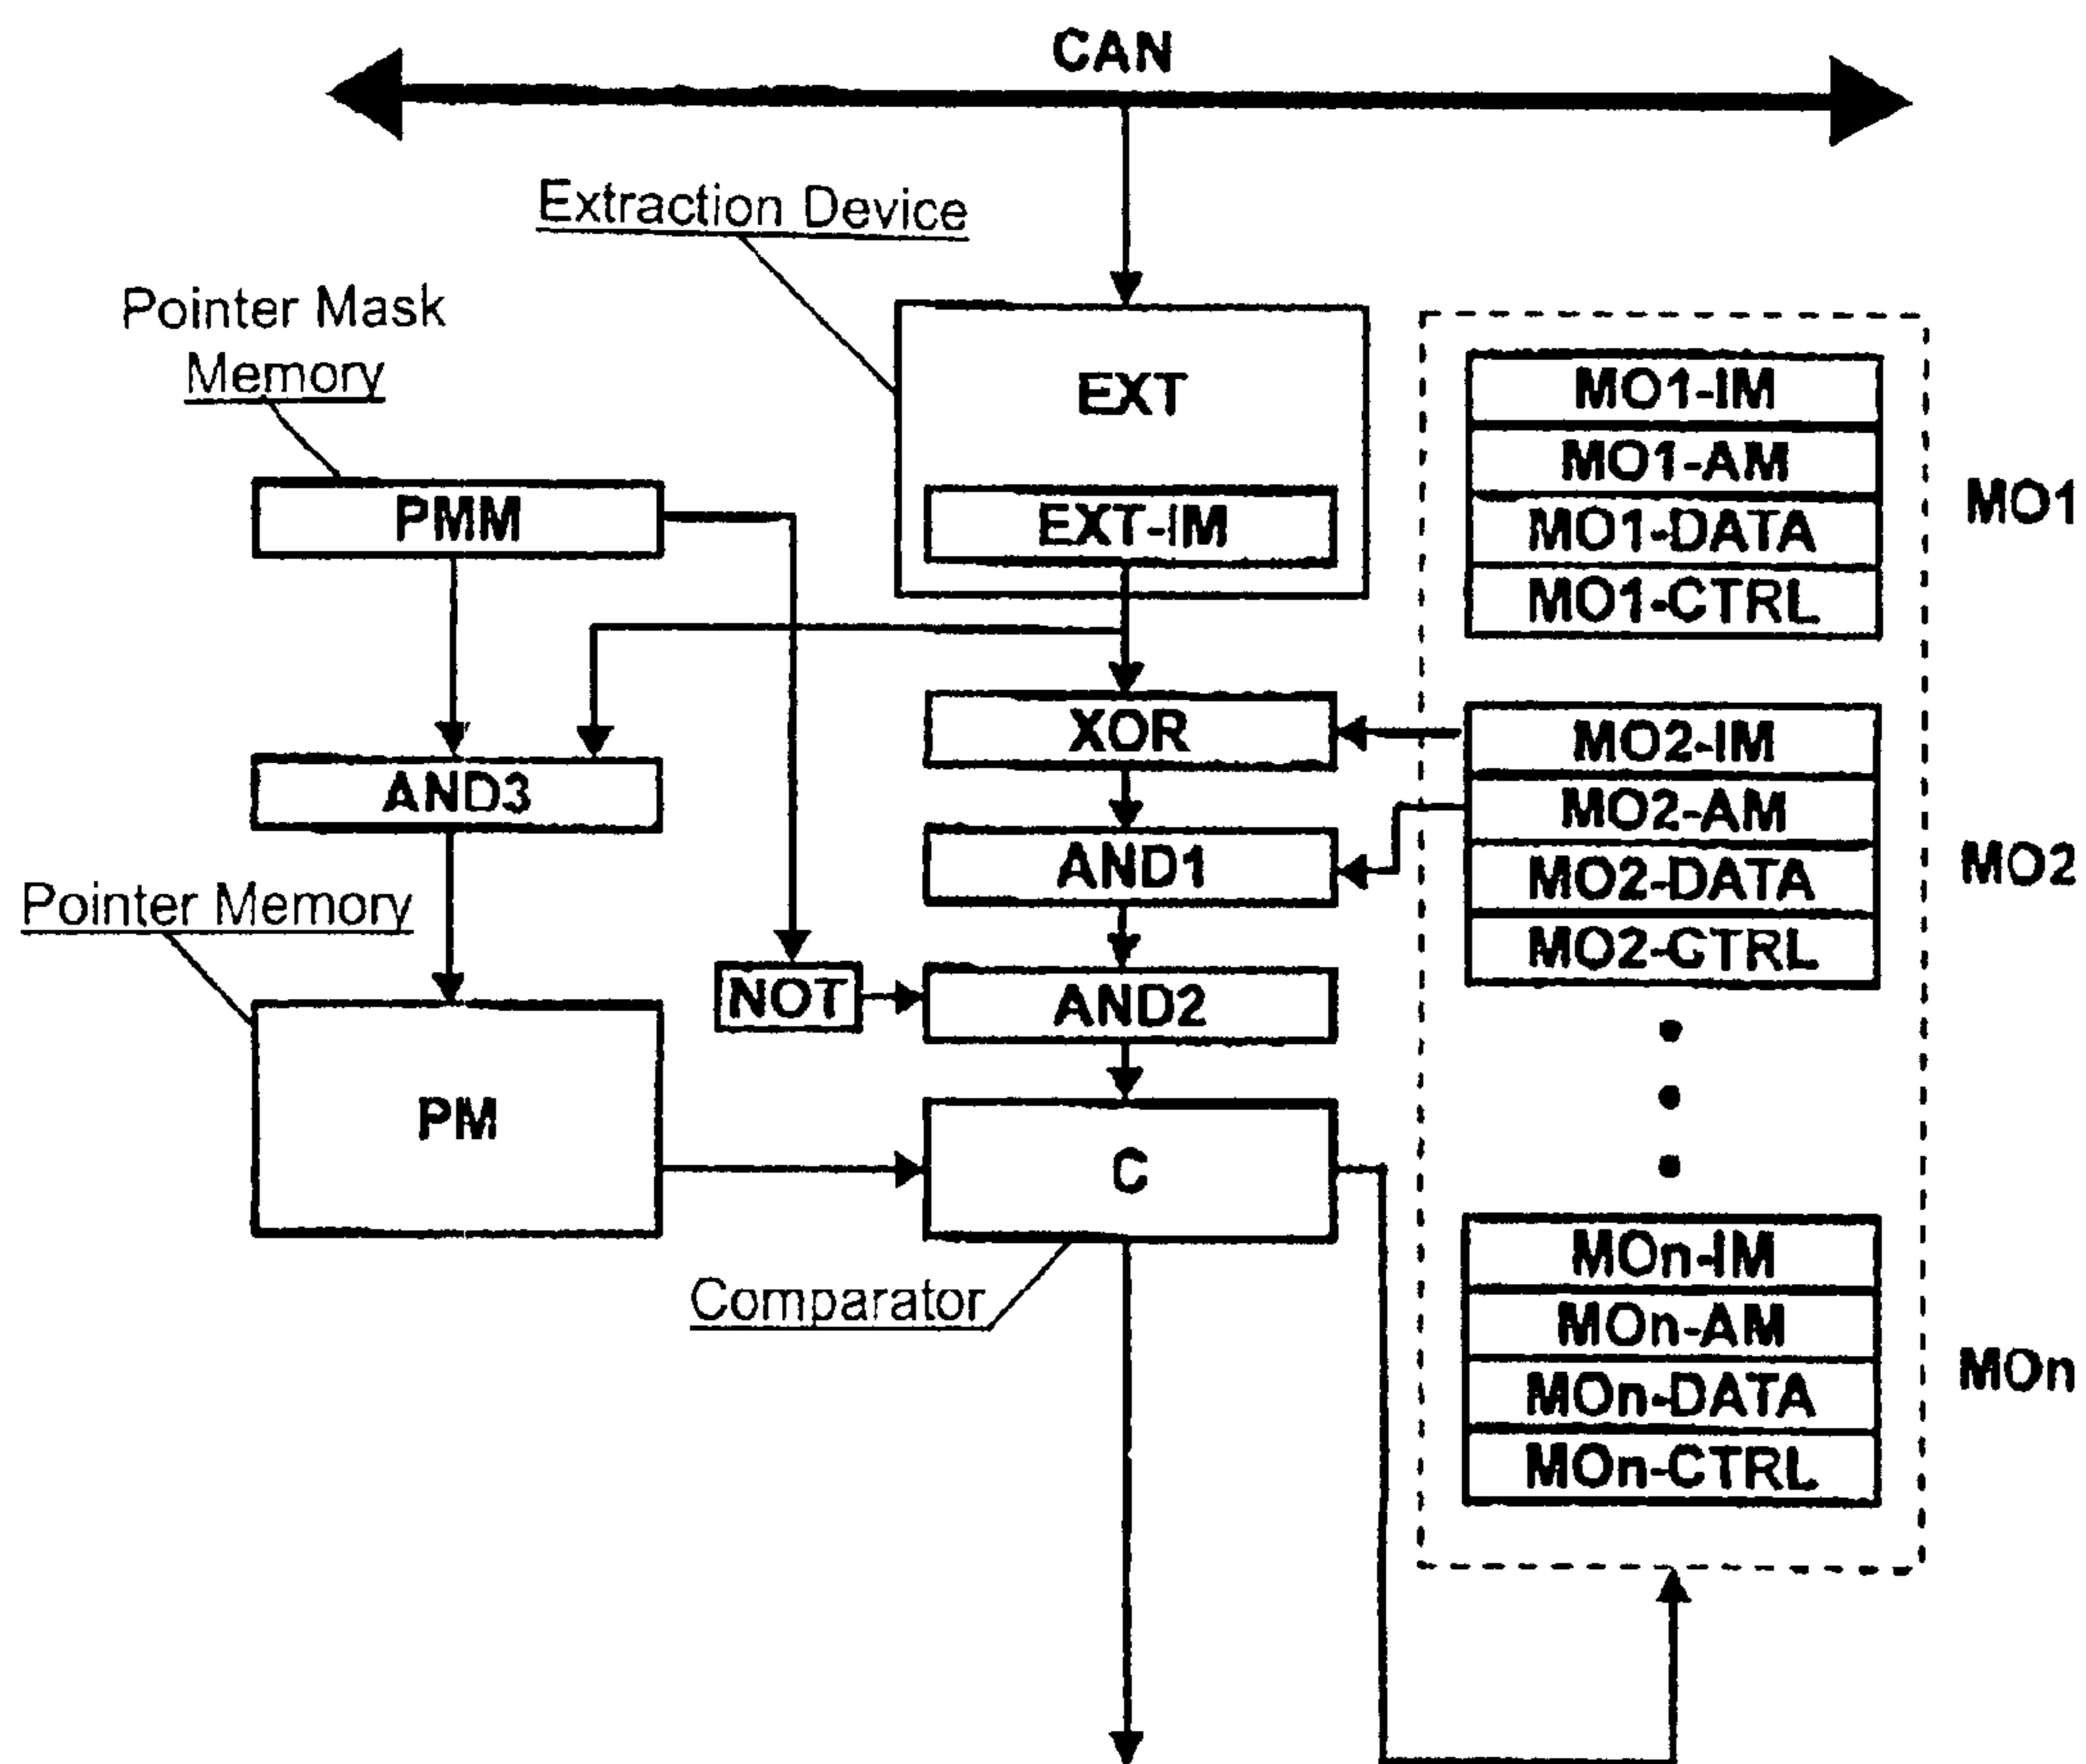 CAN
Extraction Device
Pointer Mask
Memory
EXT
MO1-IM
MO1-AM
MO1-DATA
MO1-CTRL
MO1
PMM
EXT-IM
XOR
MO2-IM
MO2-AM
MO2-DATA
MO2-CTRL
MO2
AND3
AND1
Pointer Memory
NOT
AND2
PM
C
Comparator
MOn-IM
MOn-AM
MOn-DATA
MOn-CTRL
MOn